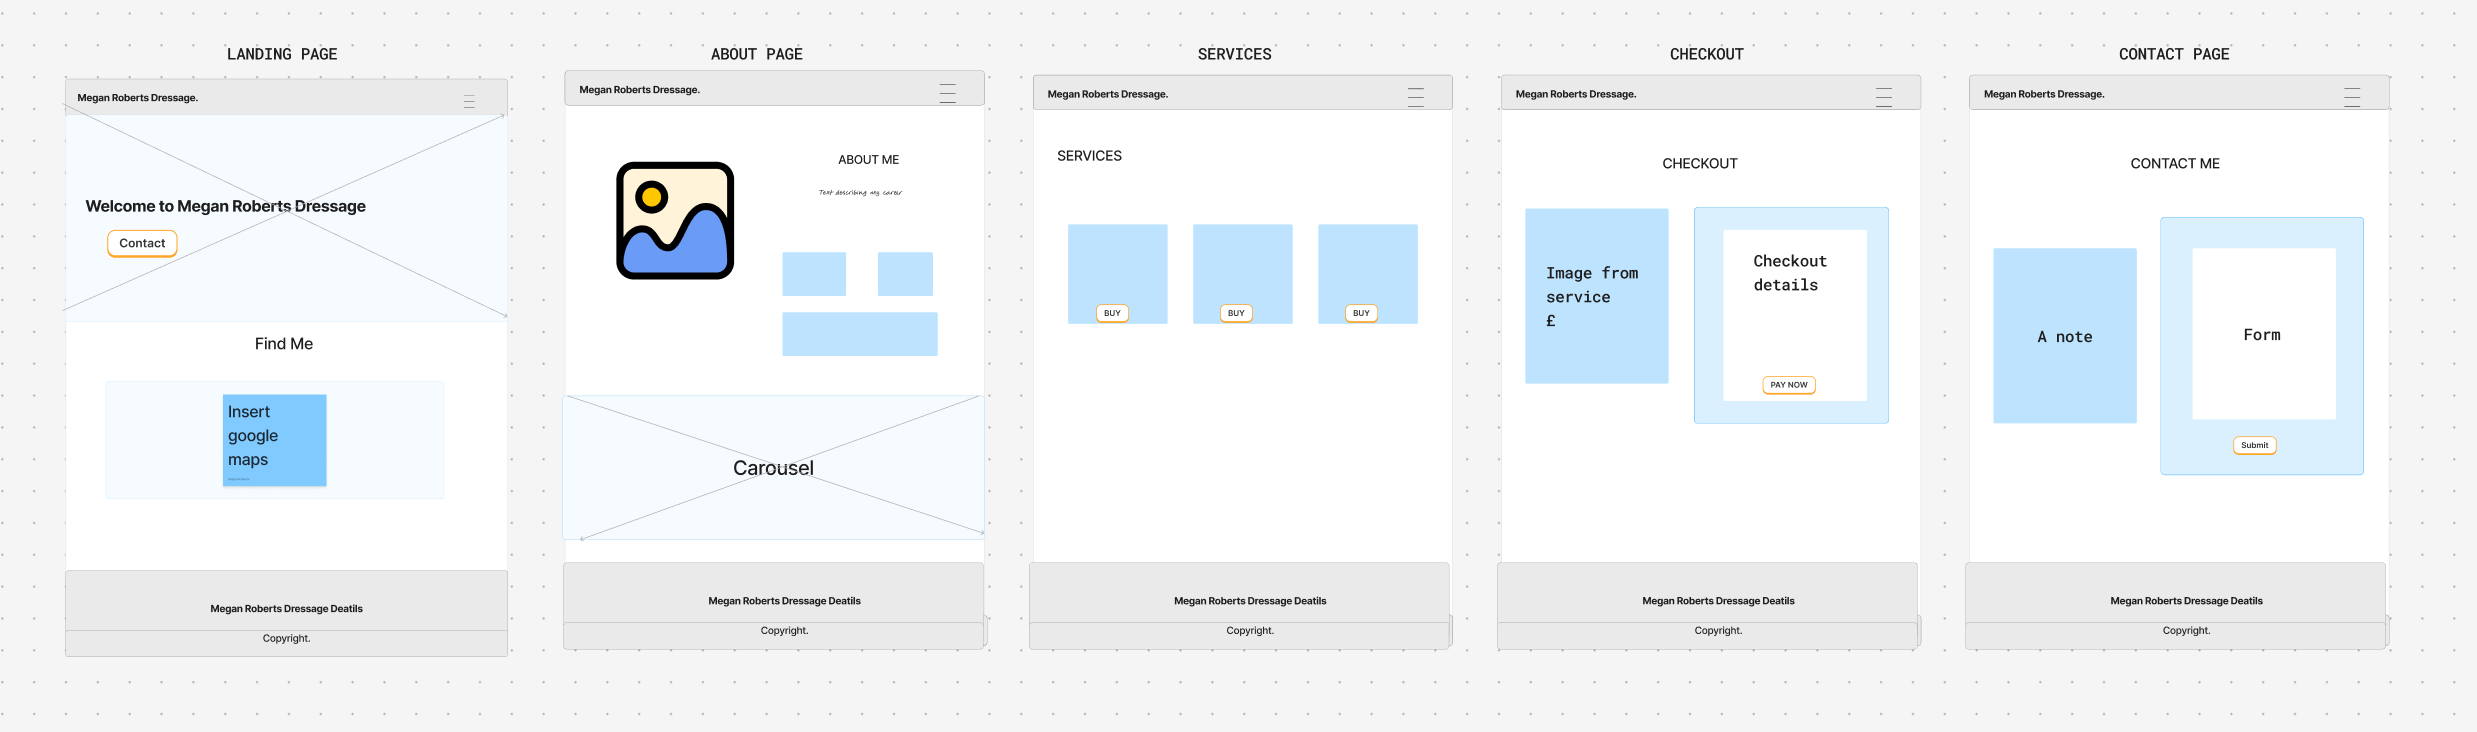 LANDING PAGE
Megan Roberts Dressage.
Welcome to Megan Roberts Dressage
Contact
Find Me
Insert
google
maps
Megan Roberts Dressage Deatils
Copyright.
ABOUT PAGE
Megan Roberts Dressage.
ABOUT ME
Text describing my career
Carousel
Megan Roberts Dressage Deatils
Copyright.
SERVICES
Megan Roberts Dressage.
SERVICES
BUY
BUY
BUY
Megan Roberts Dressage Deatils
Copyright.
CHECKOUT
Megan Roberts Dressage.
CHECKOUT
Image from
service
£
Checkout
details
PAY NOW
Megan Roberts Dressage Deatils
Copyright.
CONTACT PAGE
Megan Roberts Dressage.
CONTACT ME
A note
Form
Submit
Megan Roberts Dressage Deatils
Copyright.